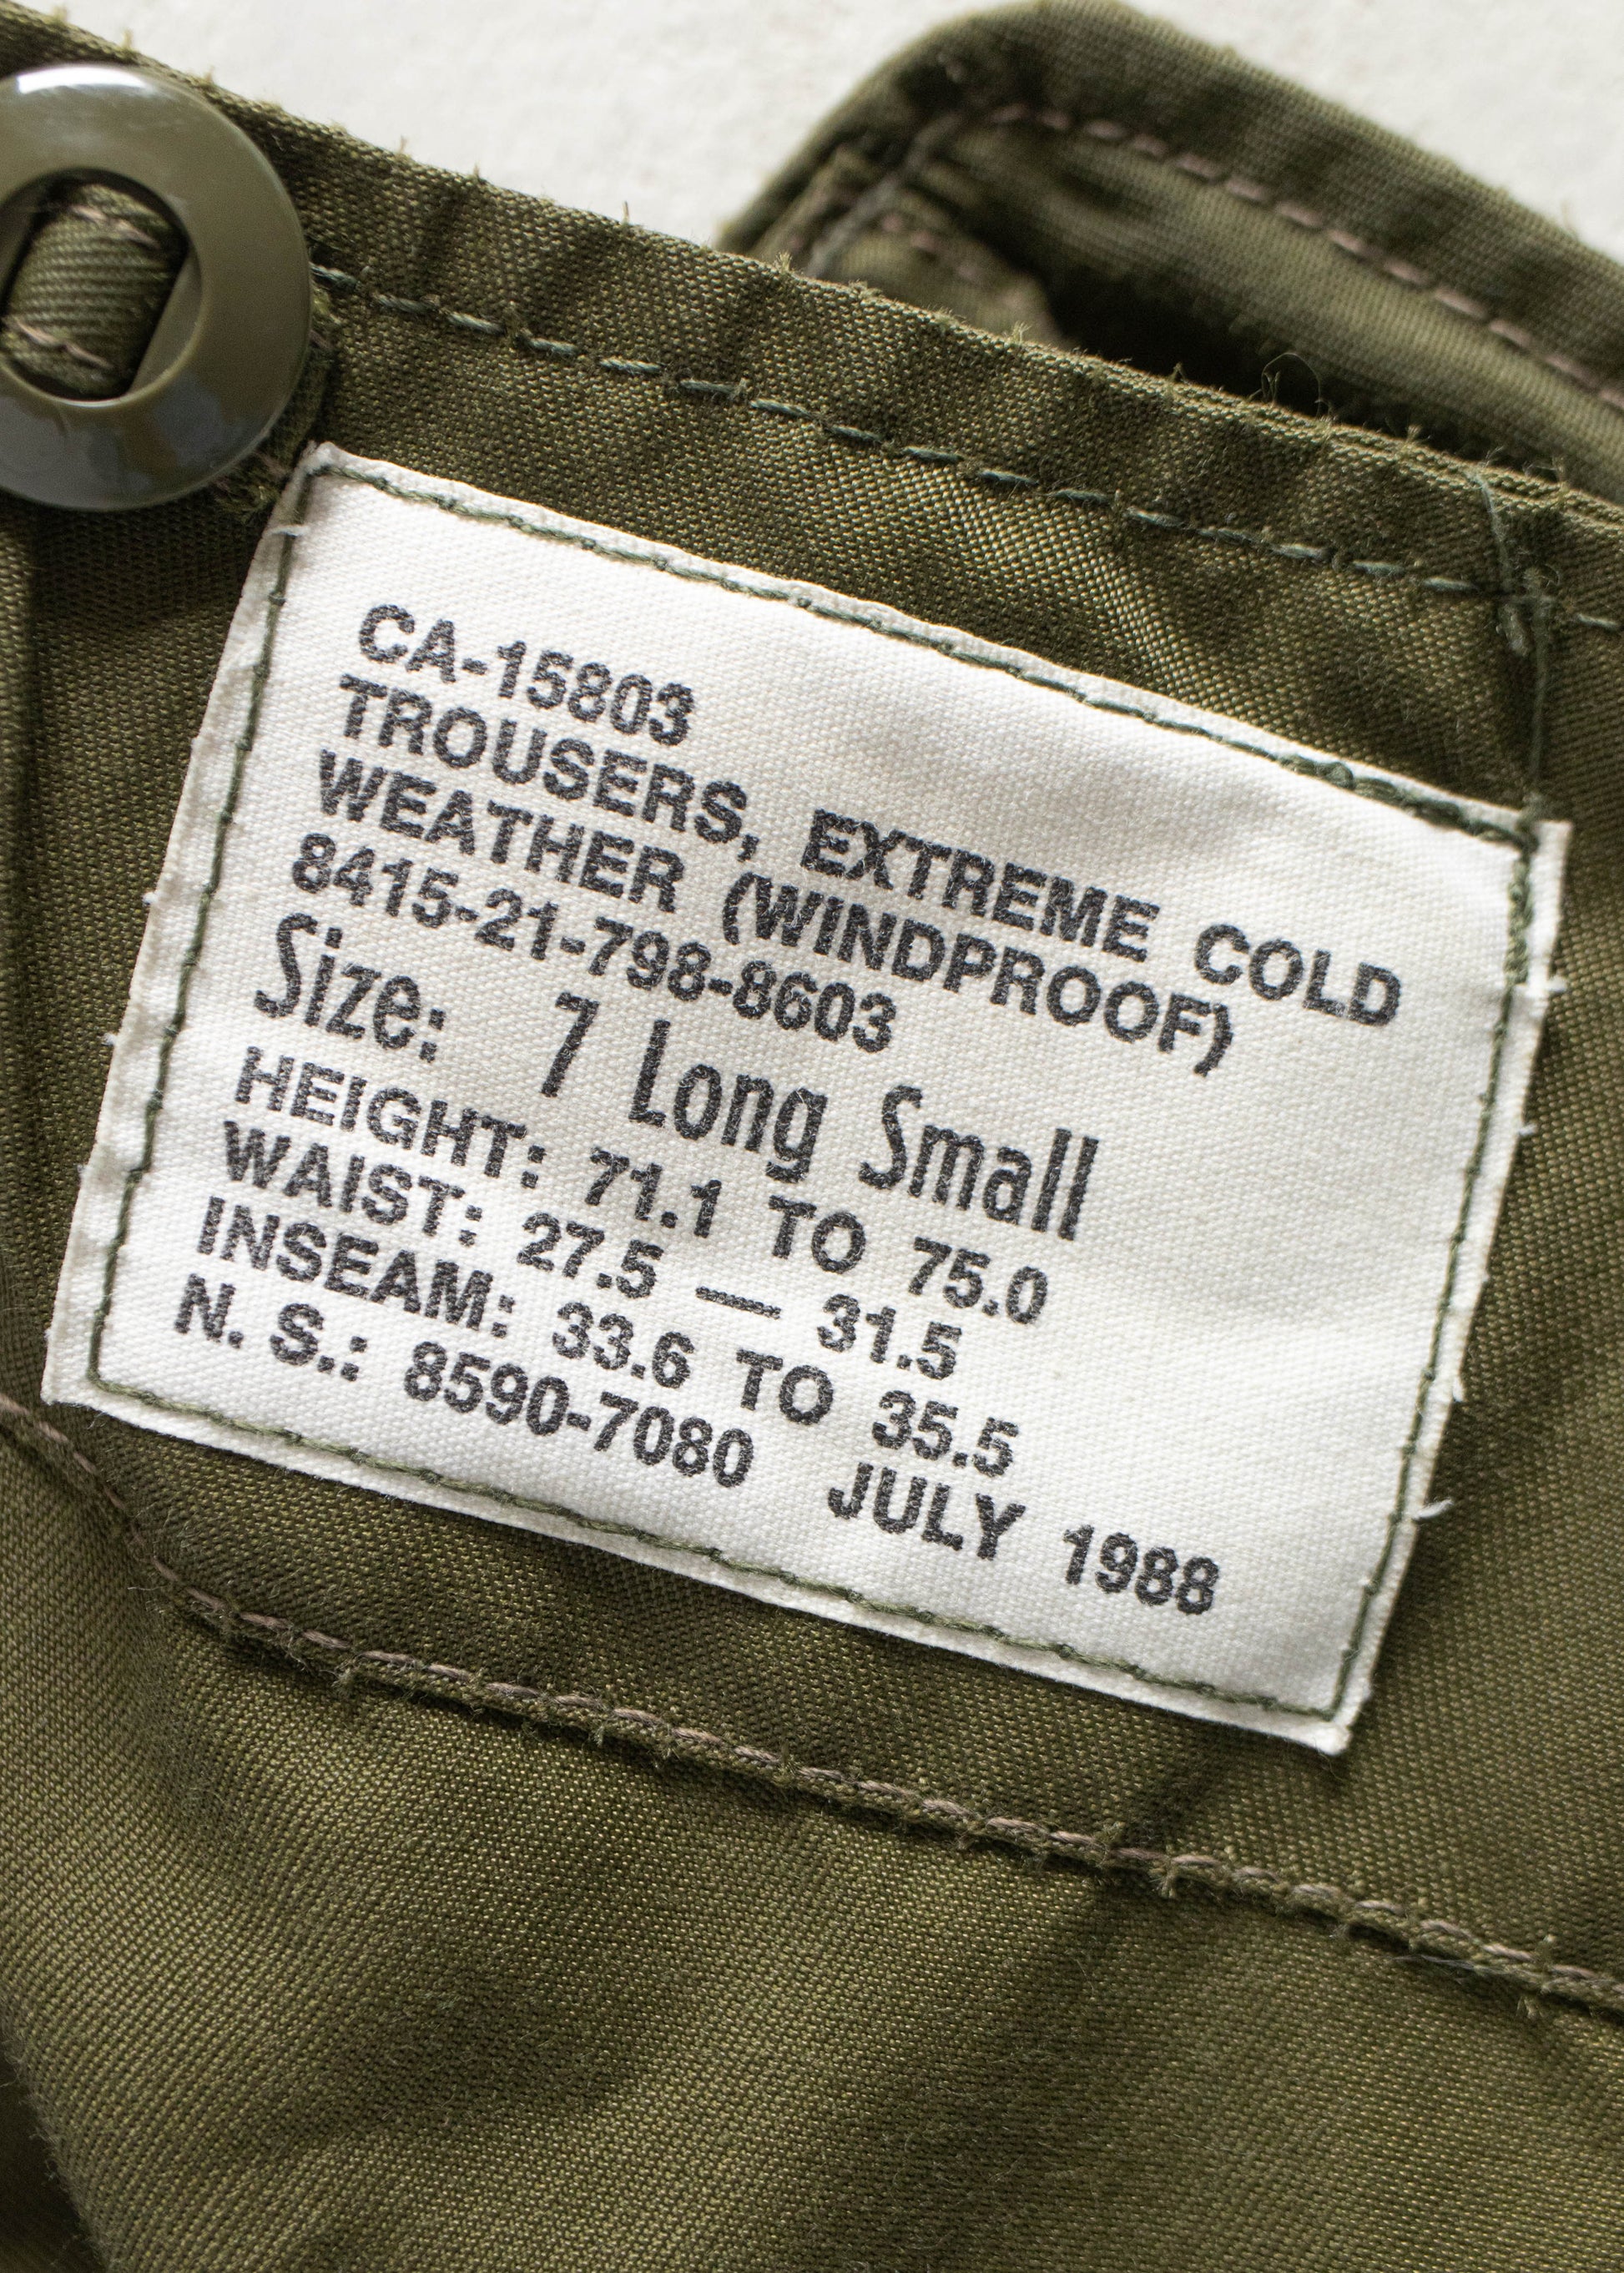 CA-15803
TROUSERS, EXTREME COLD
WEATHER (WINDPROOF)
8415-21-798-8603
Size: 7 Long Small
HEIGHT: 71.1 TO 75.0
WAIST: 27.5 — 31.5
INSEAM: 33.6 TO 35.5
N. S.: 8590-7080 JULY 1988